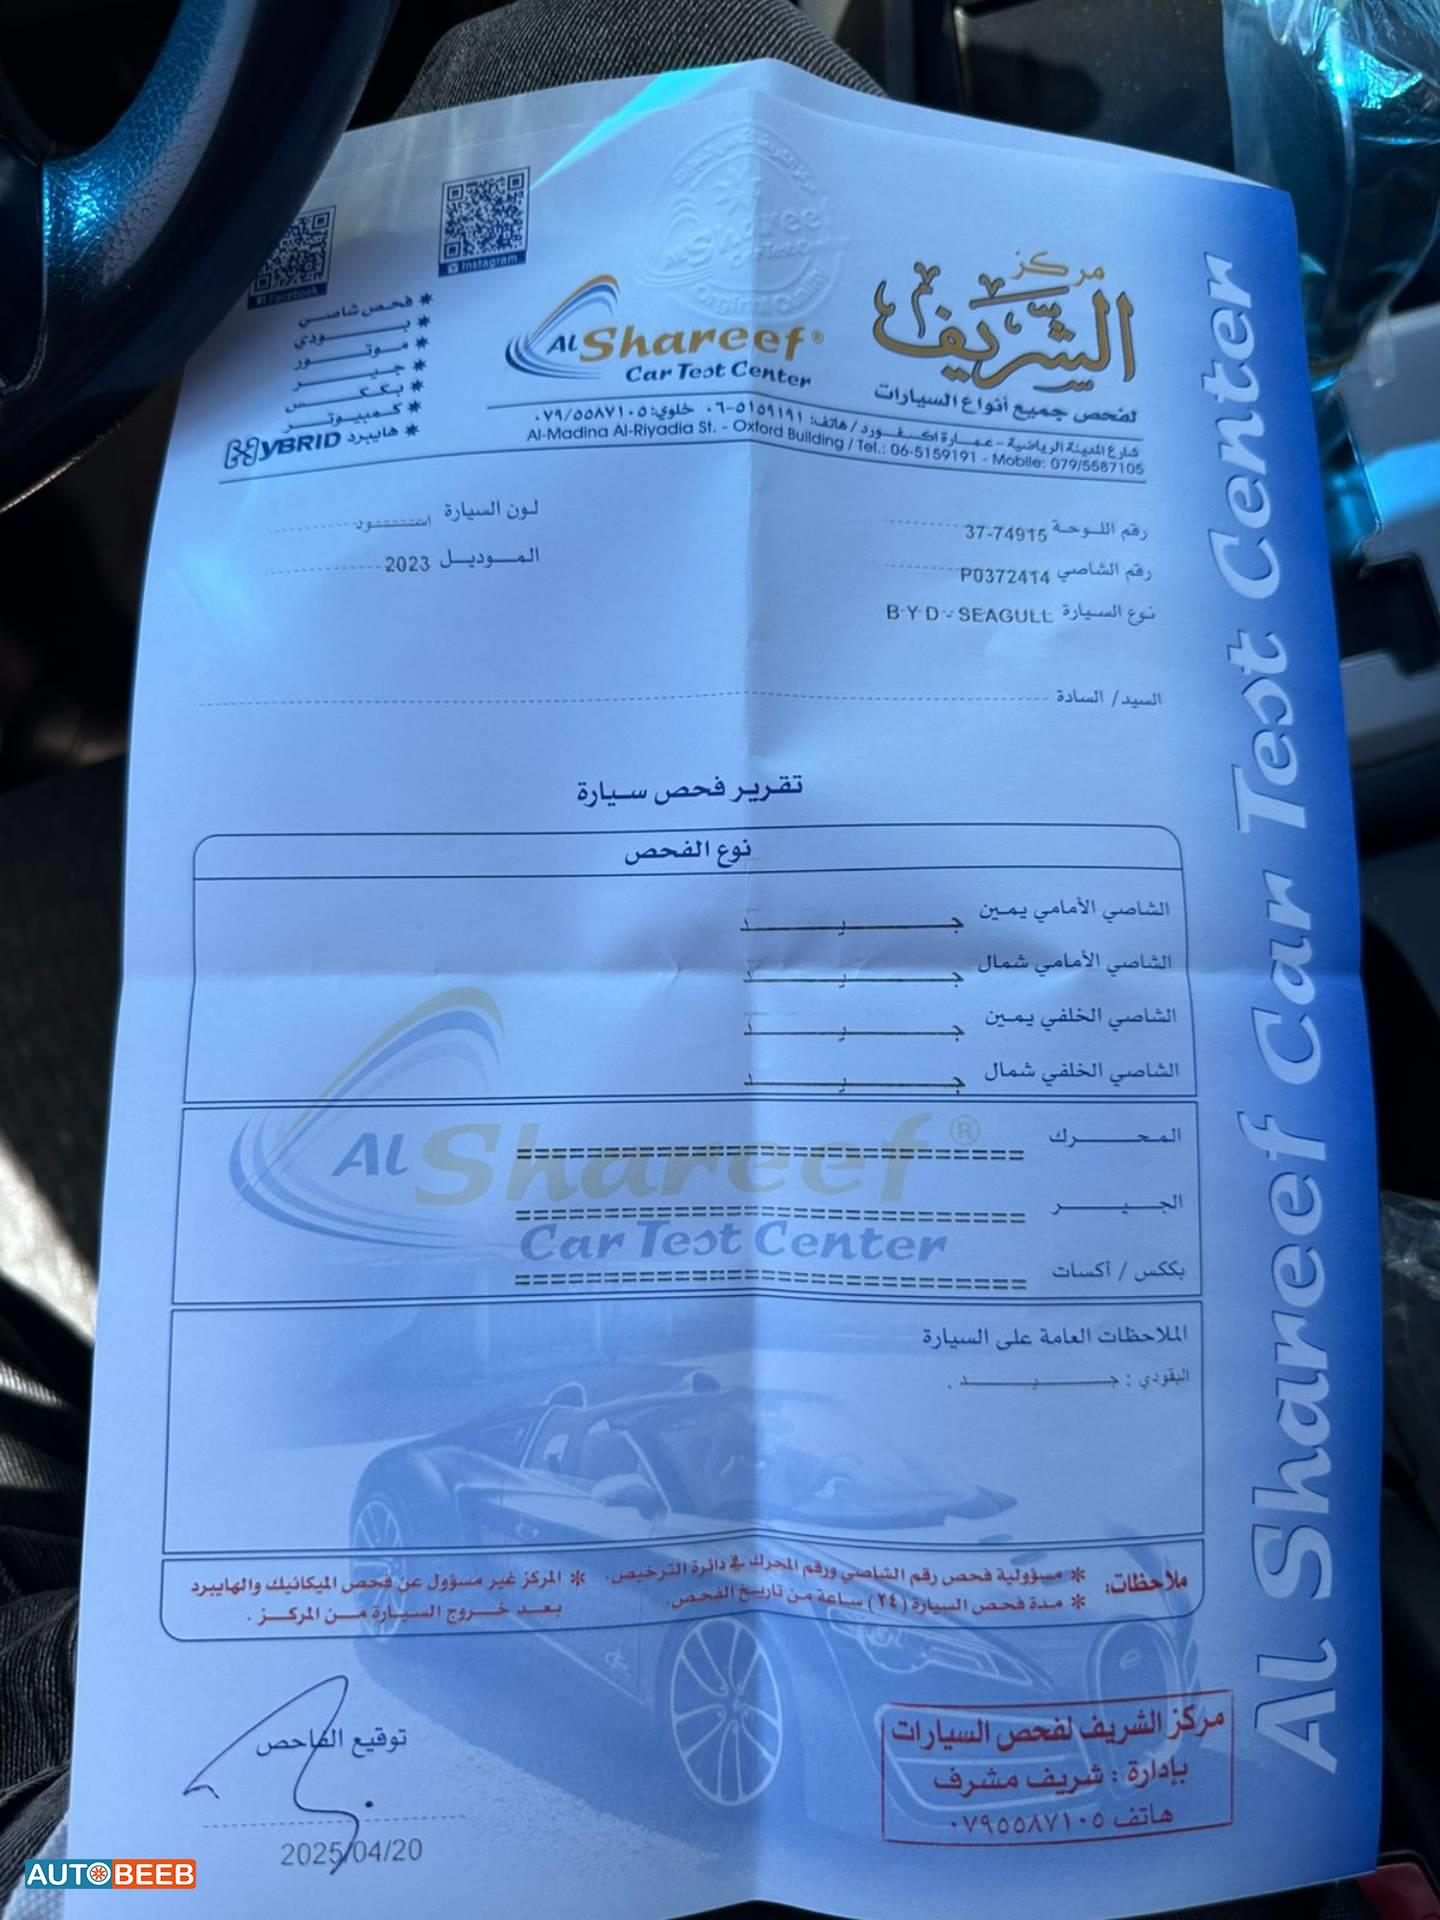 Facebook
Instagram
* فحص شاصي
* بودي
* موتور
* جير
* بكس
* كمبيوتر
* هايبرد HYBRID
AL Shareef®
Car Test Center
مركز
الشريف
لفحص جميع أنواع السيارات
شارع المدينة الرياضية - عمارة اكسفورد / هاتف: ٥١٥٩١٩١-٠٦ خلوي: ٠٧٩/٥٥٨٧١٠٥
Al-Madina Al-Riyadia St. - Oxford Building / Tel.: 06-5159191 - Mobile: 079/5587105
رقم اللوحة 37-74915
لون السيارة اسود
رقم الشاصي P0372414
الموديل 2023
نوع السيارة B Y D - SEAGULL
السيد/ السادة
تقرير فحص سيارة
نوع الفحص
الشاصي الأمامي يمين جيد
الشاصي الأمامي شمال جيد
الشاصي الخلفي يمين جيد
الشاصي الخلفي شمال جيد
المحرك ==================================
الجير ==================================
بككس / أكسات ==================================
AL Shareef®
Car Test Center
الملاحظات العامة على السيارة
البقودي : جيد .
ملاحظات: * مسؤولية فحص رقم الشاصي ورقم المحرك في دائرة الترخيص.
* مدة فحص السيارة (٢٤) ساعة من تاريخ الفحص.
* المركز غير مسؤول عن فحص الميكانيك والهايبرد
بعد خروج السيارة من المركز .
توقيع الفاحص
2025/04/20
مركز الشريف لفحص السيارات
بإدارة : شريف مشرف
هاتف ٠٧٩٥٥٨٧١٠٥
Al Shareef Car Test Center
AUTOBEEB